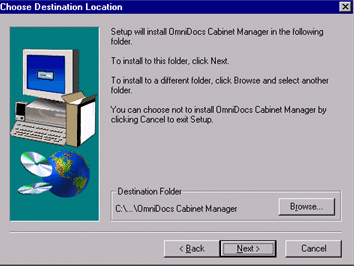 Choose Destination Location
Setup will install OmniDocs Cabinet Manager in the following
folder.
To install to this folder, click Next.
To install to a different folder, click Browse and select another
folder.
You can choose not to install OmniDocs Cabinet Manager by
clicking Cancel to exit Setup.
Destination Folder
C:\...\OmniDocs Cabinet Manager
Browse...
< Back
Next >
Cancel